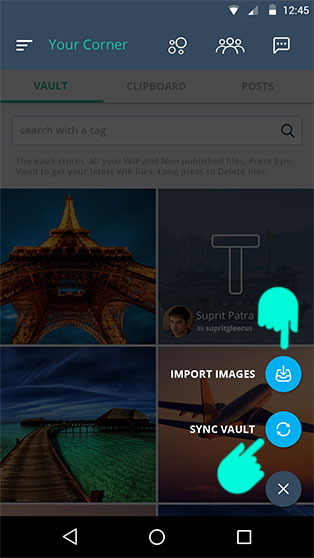 12:45
Your Corner
VAULT
CLIPBOARD
POSTS
search with a tag
The vault stores all your WIP and Non published files. Press Sync
Vault to get your latest WIP files. Long press to Delete files.
T
Suprit Patra
as supritgleecus
IMPORT IMAGES
SYNC VAULT